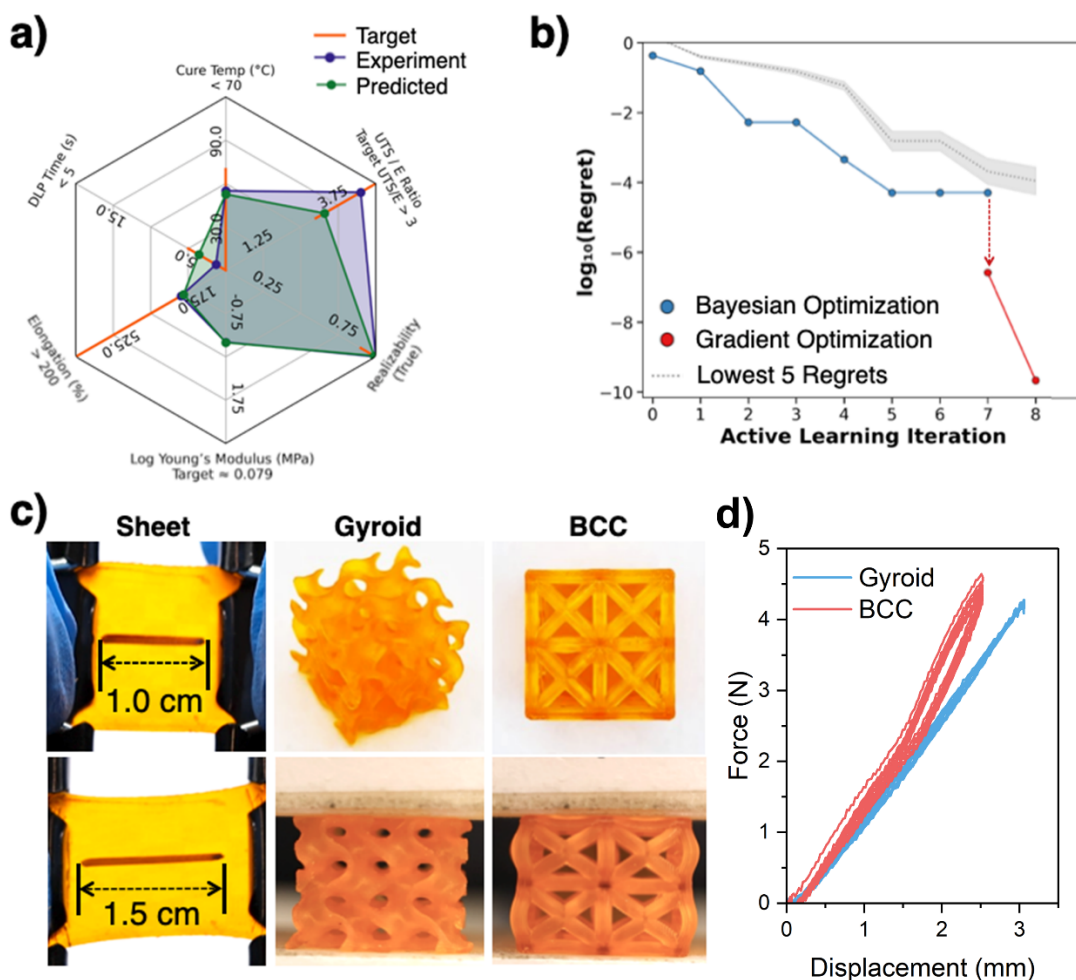 a)
Target
Experiment
Predicted
Cure Temp (°C)
< 70
UTS / E Ratio
Target UTS/E > 3
Realizability
(True)
Log Young's Modulus (MPa)
Target ≈ 0.079
Elongation (%)
> 200
DLP Time (s)
< 5
90.0
30.0
3.75
1.25
0.25
0.75
-0.75
1.75
175.0
525.0
5.0
15.0
b)
0
−2
−4
−6
−8
−10
log₁₀(Regret)
Bayesian Optimization
Gradient Optimization
Lowest 5 Regrets
0 1 2 3 4 5 6 7 8
Active Learning Iteration
c)
Sheet Gyroid BCC
1.0 cm
1.5 cm
d)
Gyroid
BCC
5
4
3
2
1
0
Force (N)
0 1 2 3
Displacement (mm)